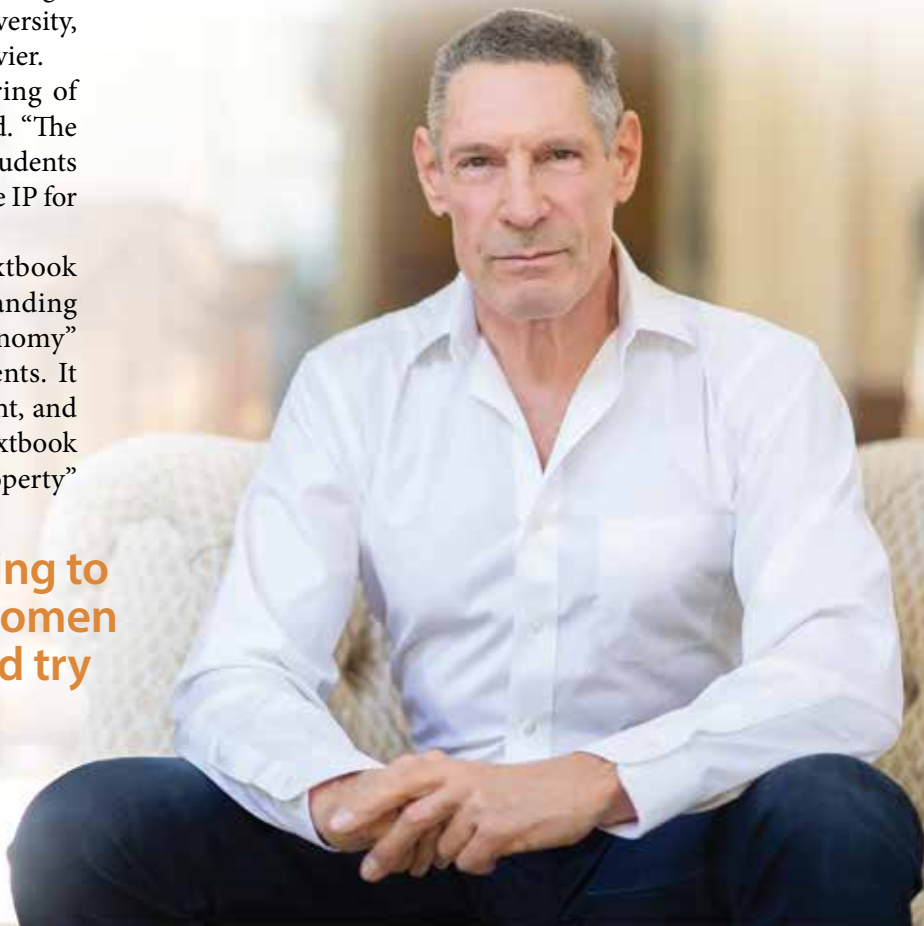 versity,
vier.
ring of
d. “The
udents
e IP for
xtbook
anding
nomy”
ents. It
nt, and
xtbook
operty”
ing to
omen
d try